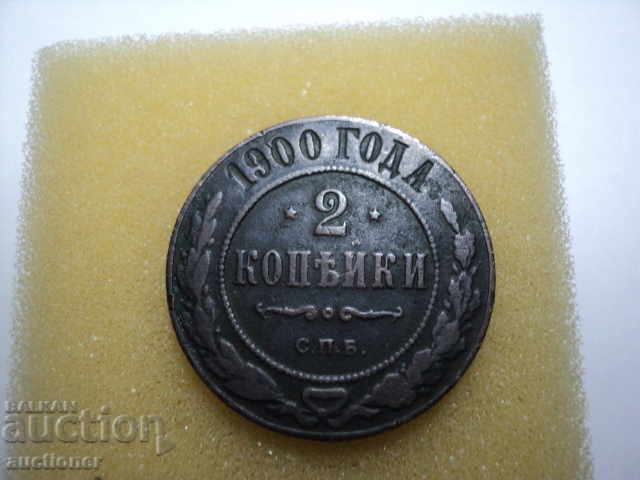 1900 ГОДА
2
КОПѢЙКИ
С.П.Б.
BALKAN
auction
auctioner